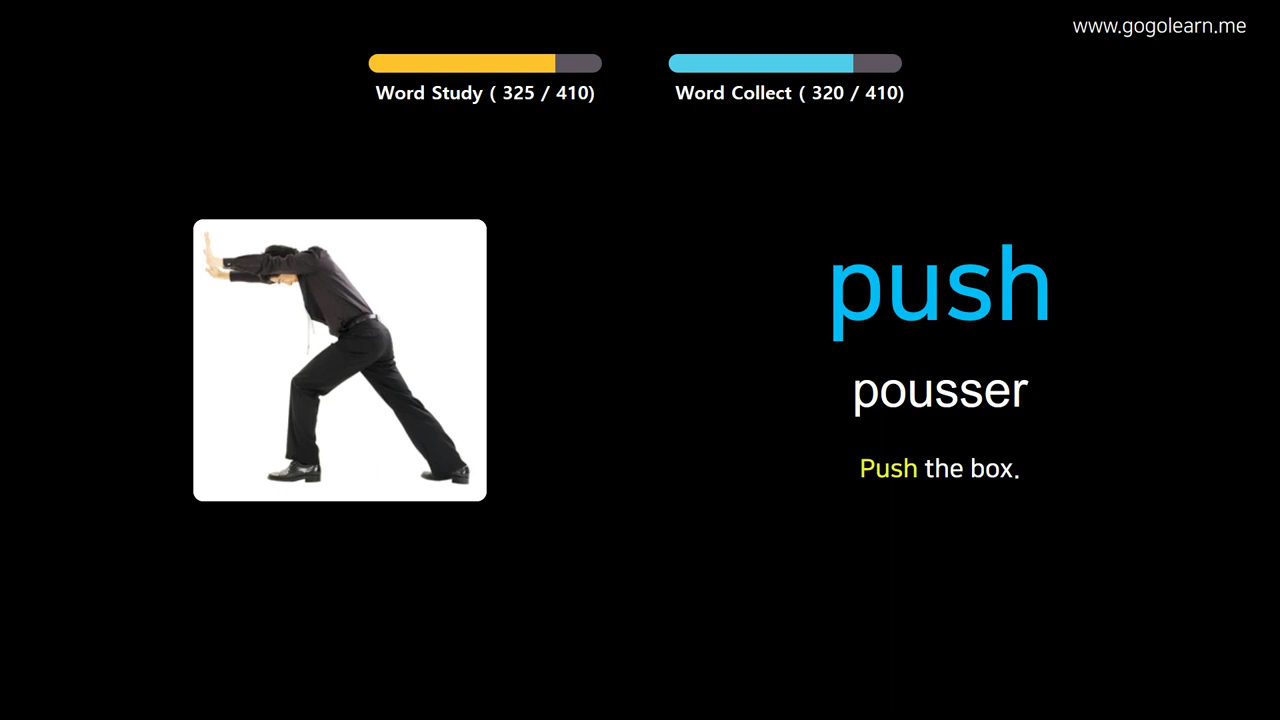 www.gogolearn.me
Word Study ( 325 / 410)
Word Collect ( 320 / 410)
push
pousser
Push the box.